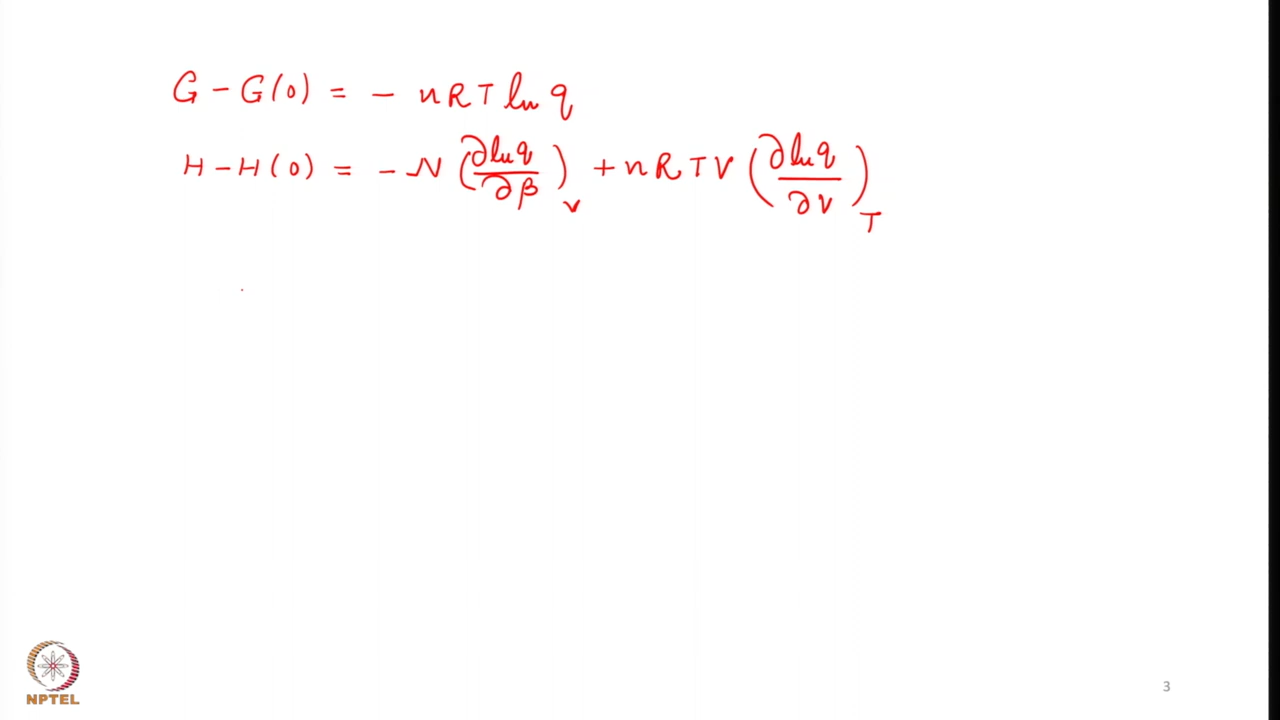 G - G(0) = - nRT ln q
H - H(0) = - N (∂ln q/∂β)_V + nRTV (∂ln q/∂V)_T
NPTEL
3